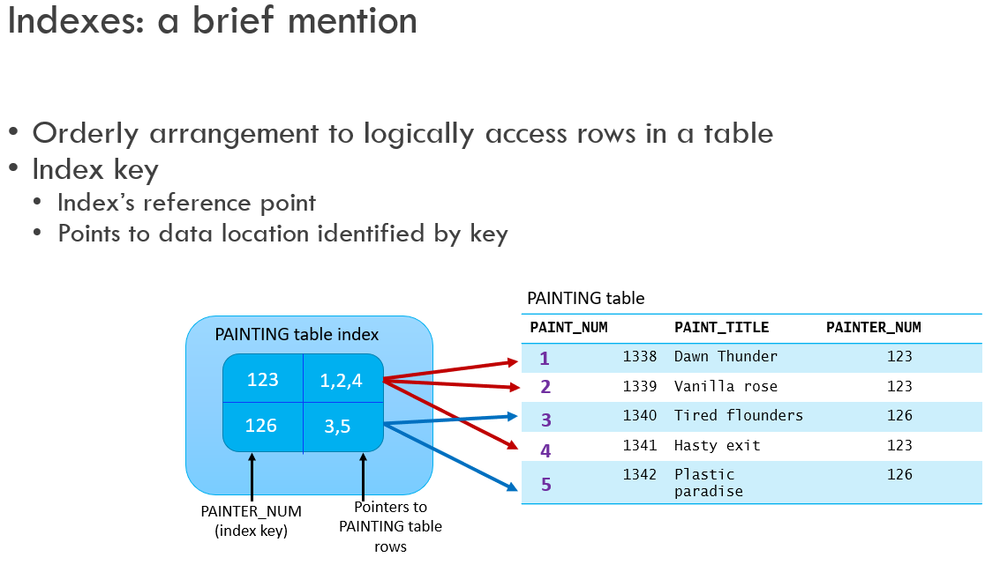 Indexes: a brief mention
• Orderly arrangement to logically access rows in a table
• Index key
• Index’s reference point
• Points to data location identified by key
PAINTING table index
123 1,2,4
126 3,5
PAINTER_NUM
(index key)
Pointers to
PAINTING table
rows
PAINTING table
PAINT_NUM PAINT_TITLE PAINTER_NUM
1 1338 Dawn Thunder 123
2 1339 Vanilla rose 123
3 1340 Tired flounders 126
4 1341 Hasty exit 123
5 1342 Plastic 126
paradise